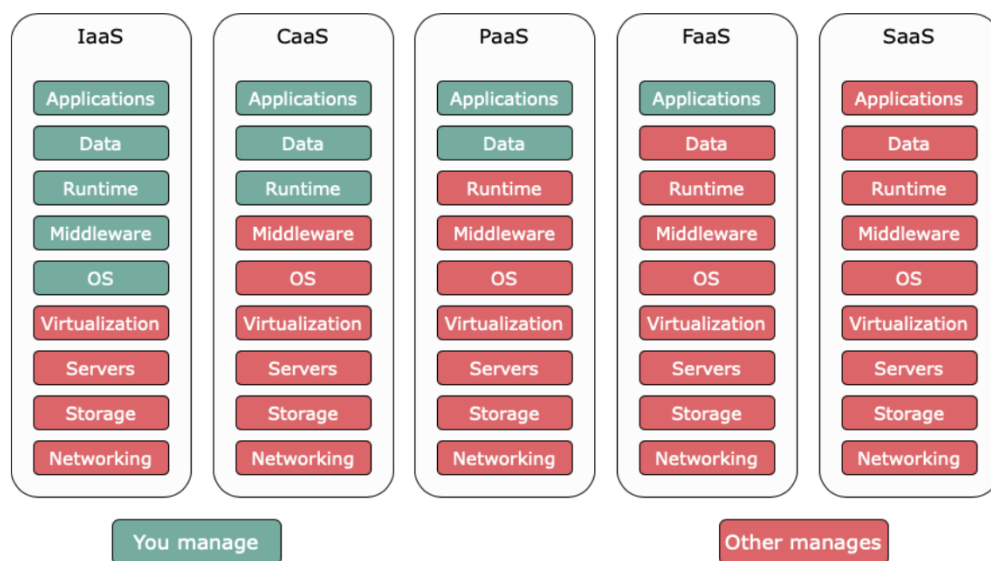 IaaS
Applications
Data
Runtime
Middleware
OS
Virtualization
Servers
Storage
Networking
CaaS
Applications
Data
Runtime
Middleware
OS
Virtualization
Servers
Storage
Networking
PaaS
Applications
Data
Runtime
Middleware
OS
Virtualization
Servers
Storage
Networking
FaaS
Applications
Data
Runtime
Middleware
OS
Virtualization
Servers
Storage
Networking
SaaS
Applications
Data
Runtime
Middleware
OS
Virtualization
Servers
Storage
Networking
You manage
Other manages